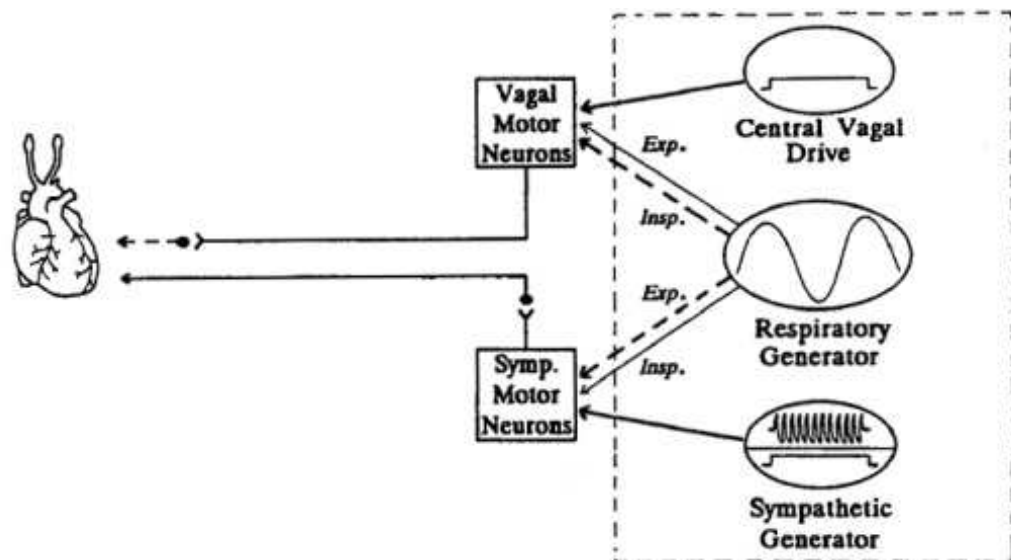 Vagal
Motor
Neurons
Central Vagal
Drive
Exp.
Insp.
Respiratory
Generator
Exp.
Insp.
Symp.
Motor
Neurons
Sympathetic
Generator